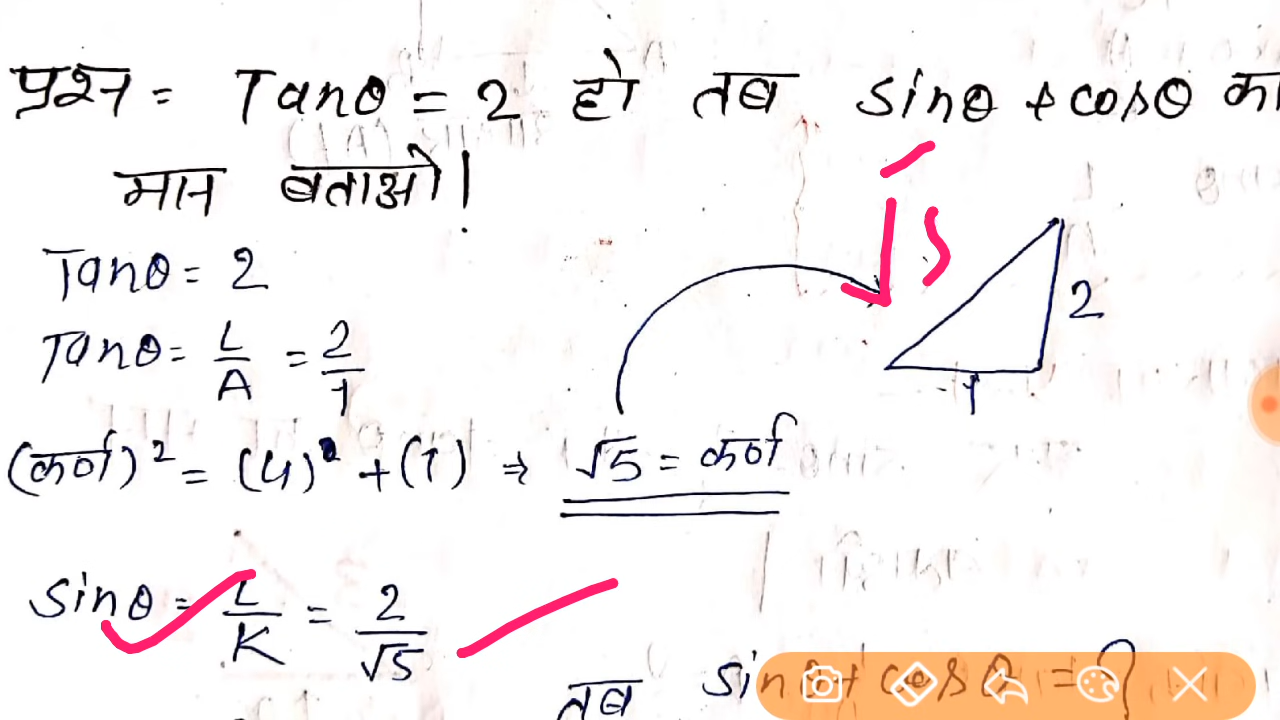 प्रश्न = Tanθ = 2 हो तब sinθ + cosθ का
मान बताओ!
Tanθ = 2
Tanθ = L/A = 2/1
(कर्ण)² = (4)² + (1) ⇒ √5 = कर्ण
2
1
sinθ = L/K = 2/√5
तब sinθ + cosθ = ?